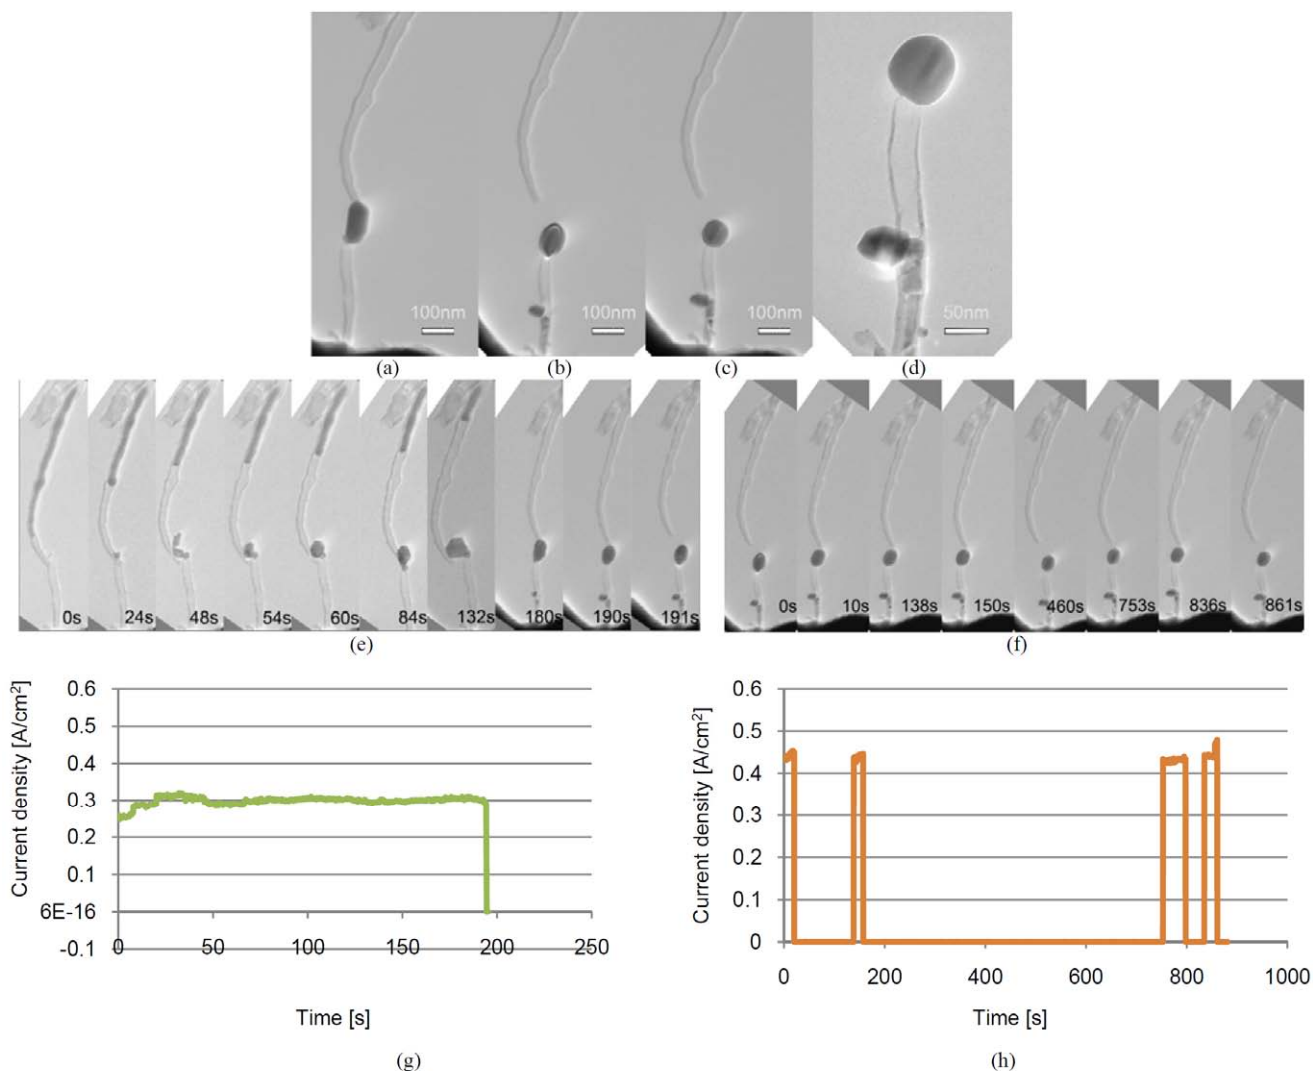 100nm
100nm
100nm
50nm
(a)
(b)
(c)
(d)
0s
24s
48s
54s
60s
84s
132s
180s
190s
191s
0s
10s
138s
150s
460s
753s
836s
861s
(e)
(f)
Current density [A/cm²]
0.6
0.5
0.4
0.3
0.2
0.1
6E-16
-0.1
0
50
100
150
200
250
Time [s]
(g)
Current density [A/cm²]
0.6
0.5
0.4
0.3
0.2
0.1
0
0
200
400
600
800
1000
Time [s]
(h)